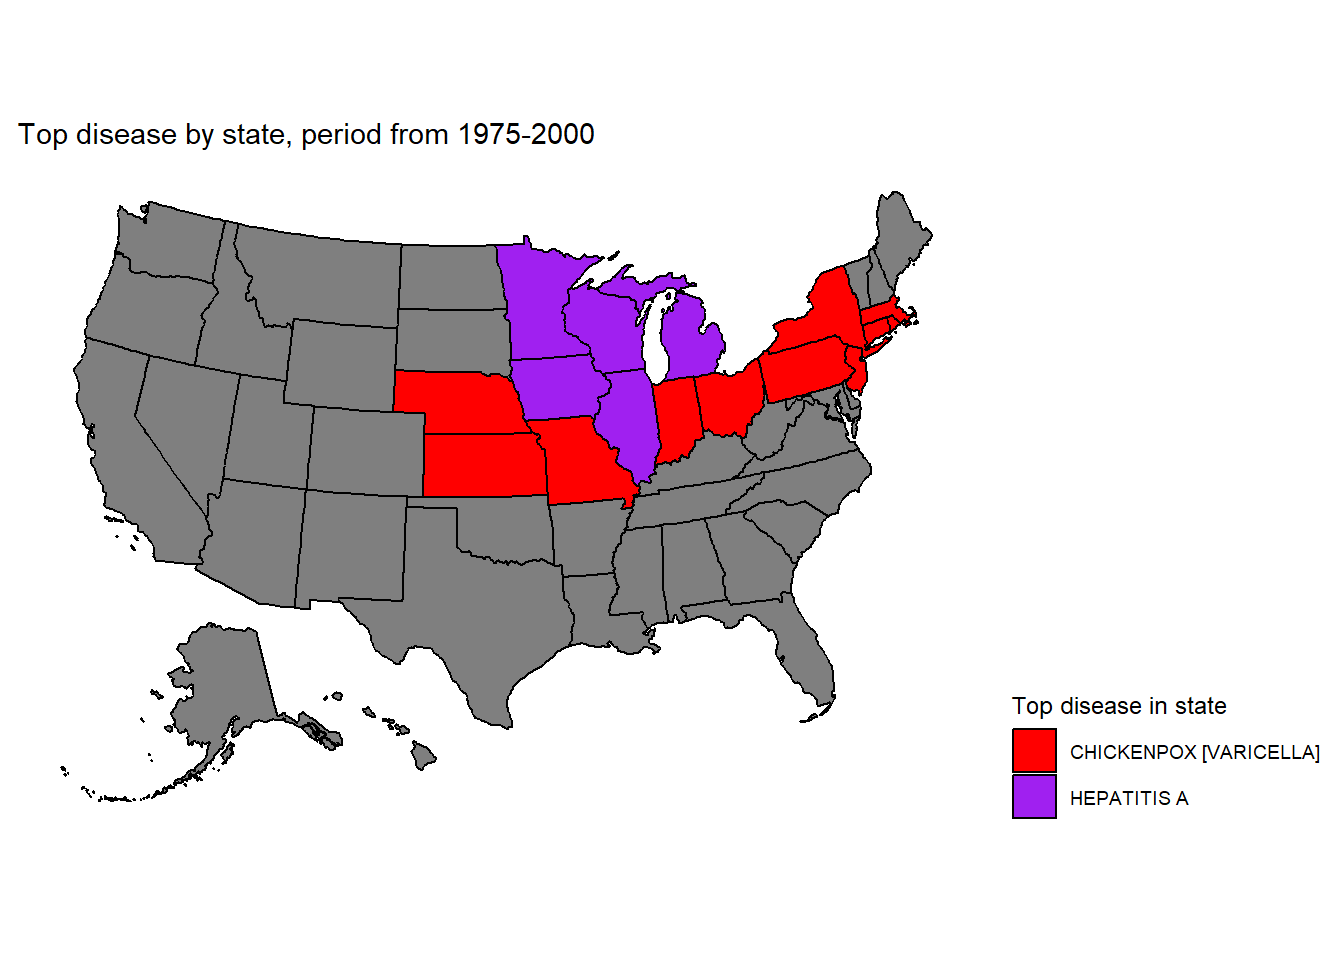 Top disease by state, period from 1975-2000
Top disease in state
CHICKENPOX [VARICELLA]
HEPATITIS A